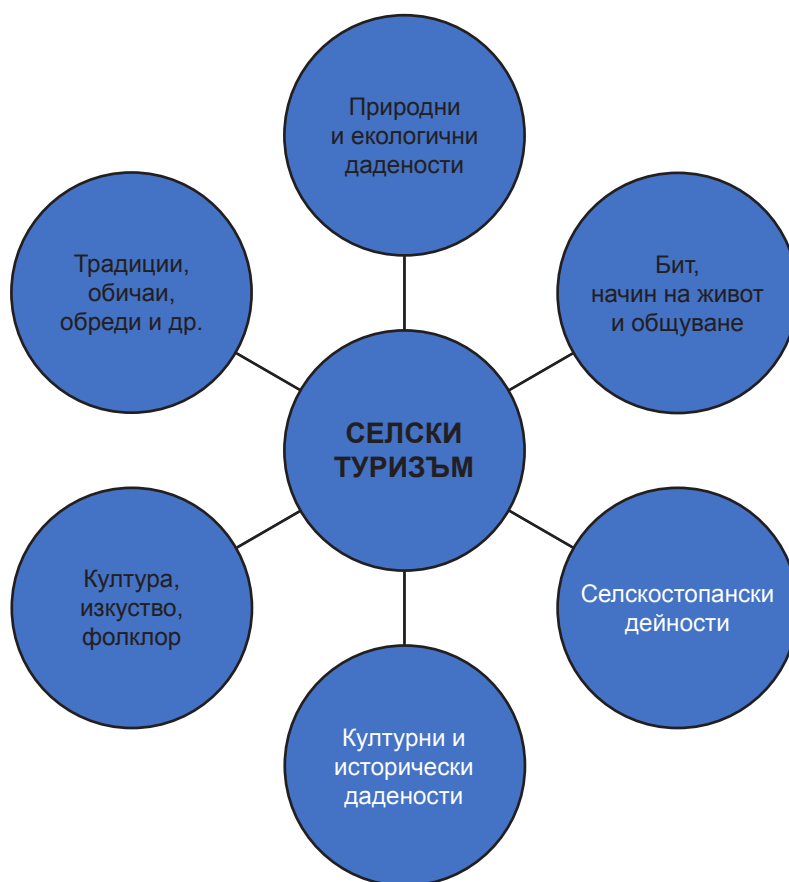 Природни
и екологични
дадености
Традиции,
обичаи,
обреди и др.
Бит,
начин на живот
и общуване
СЕЛСКИ
ТУРИЗЪМ
Култура,
изкуство,
фолклор
Селскостопански
дейности
Културни и
исторически
дадености